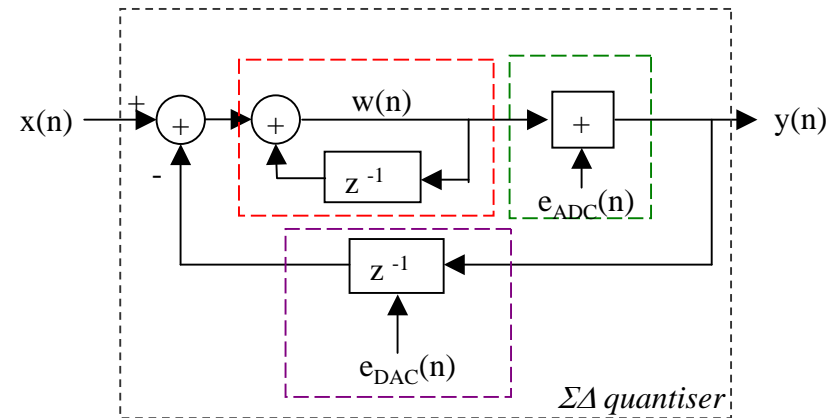 x(n)
+
+
-
+
w(n)
z -1
+
e_ADC(n)
y(n)
z -1
e_DAC(n)
ΣΔ quantiser